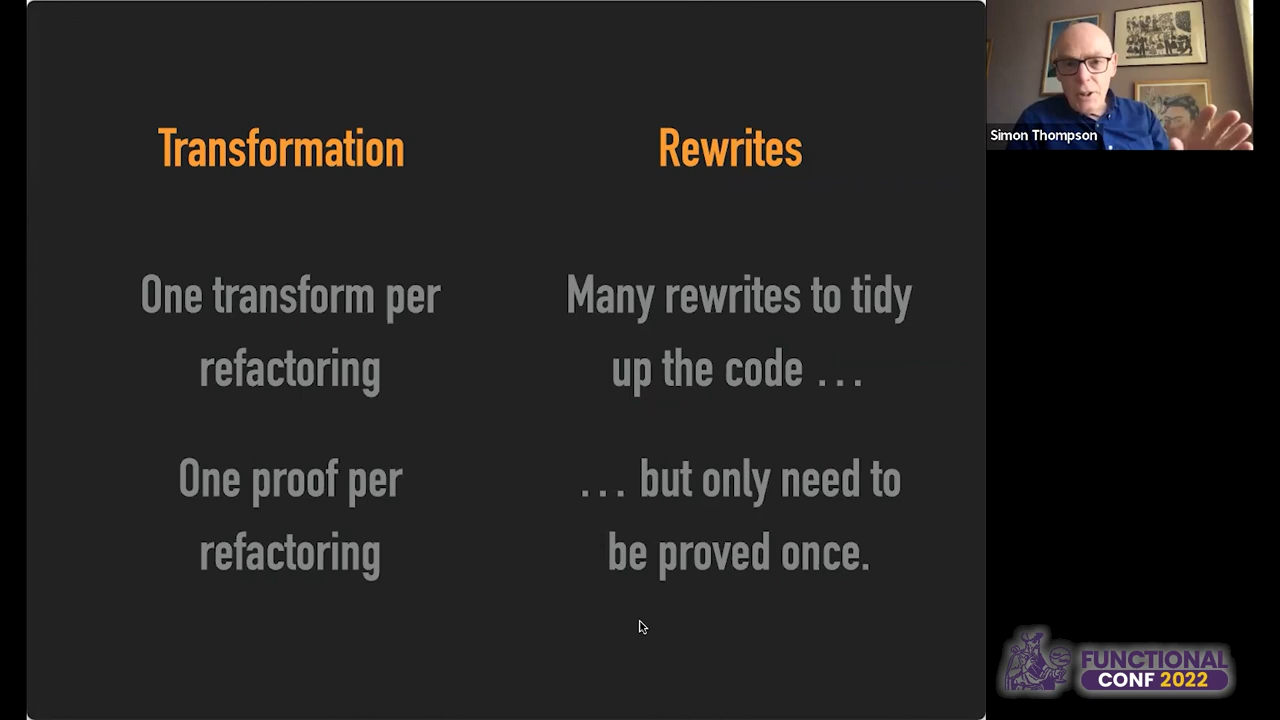 Transformation
Rewrites
One transform per
refactoring
Many rewrites to tidy
up the code ...
One proof per
refactoring
... but only need to
be proved once.
Simon Thompson
FUNCTIONAL
CONF 2022